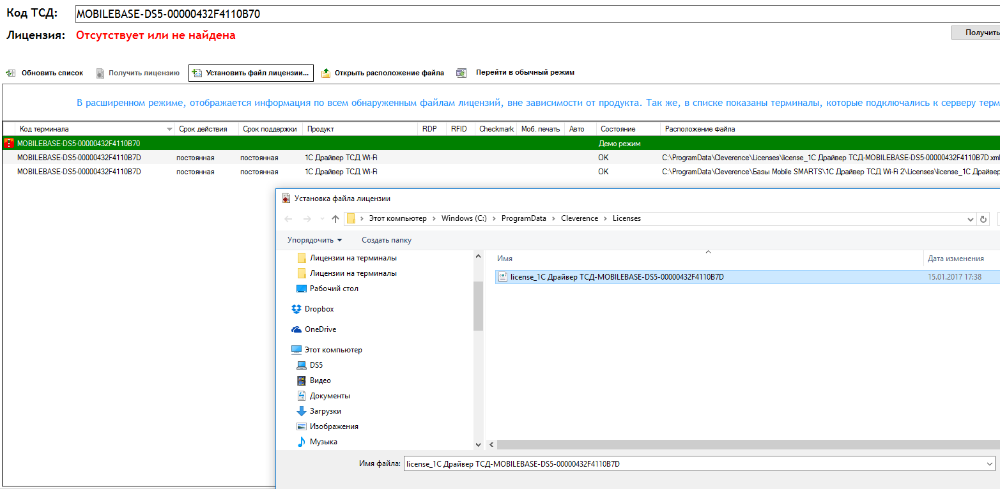 Код ТСД: MOBILEBASE-DS5-00000432F4110B70
Лицензия: Отсутствует или не найдена
Получить
Обновить список Получить лицензию Установить файл лицензии... Открыть расположение файла Перейти в обычный режим
В расширенном режиме, отображается информация по всем обнаруженным файлам лицензий, вне зависимости от продукта. Так же, в списке показаны терминалы, которые подключались к серверу терм
Код терминала Срок действия Срок поддержки Продукт RDP RFID Checkmark Моб. печать Авто Состояние Расположение файла
MOBILEBASE-DS5-00000432F4110B70 Демо режим
MOBILEBASE-DS5-00000432F4110B7D постоянная постоянная 1С Драйвер ТСД Wi-Fi OK C:\ProgramData\Cleverence\Licenses\license_1С Драйвер ТСД-MOBILEBASE-DS5-00000432F4110B7D.xml
MOBILEBASE-DS5-00000432F4110B7D постоянная постоянная 1С Драйвер ТСД Wi-Fi OK C:\ProgramData\Cleverence\Базы Mobile SMARTS\1С Драйвер ТСД Wi-Fi 2\Licenses\license_1С Драйвер
Установка файла лицензии
Этот компьютер Windows (C:) ProgramData Cleverence Licenses
Упорядочить Создать папку
Имя Дата изменения
license_1С Драйвер ТСД-MOBILEBASE-DS5-00000432F4110B7D 15.01.2017 17:38
Лицензии на терминалы
Лицензии на терминалы
Рабочий стол
Dropbox
OneDrive
Этот компьютер
DS5
Видео
Документы
Загрузки
Изображения
Музыка
Имя файла: license_1С Драйвер ТСД-MOBILEBASE-DS5-00000432F4110B7D